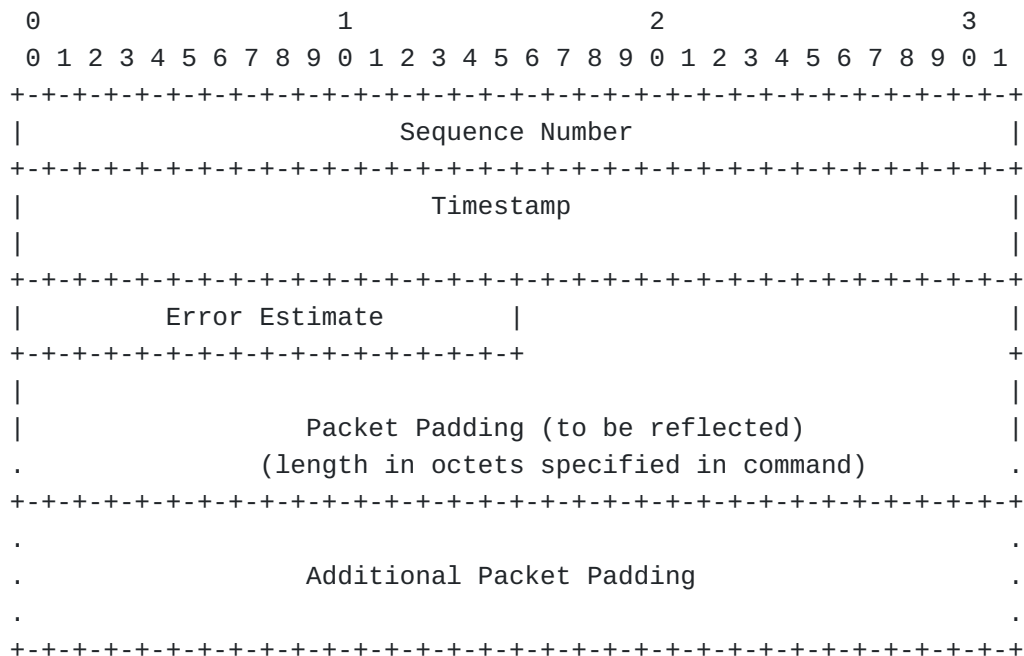 0                   1                   2                   3
 0 1 2 3 4 5 6 7 8 9 0 1 2 3 4 5 6 7 8 9 0 1 2 3 4 5 6 7 8 9 0 1
+-+-+-+-+-+-+-+-+-+-+-+-+-+-+-+-+-+-+-+-+-+-+-+-+-+-+-+-+-+-+-+-+
|                        Sequence Number                        |
+-+-+-+-+-+-+-+-+-+-+-+-+-+-+-+-+-+-+-+-+-+-+-+-+-+-+-+-+-+-+-+-+
|                          Timestamp                            |
|                                                               |
+-+-+-+-+-+-+-+-+-+-+-+-+-+-+-+-+-+-+-+-+-+-+-+-+-+-+-+-+-+-+-+-+
|         Error Estimate        |                               |
+-+-+-+-+-+-+-+-+-+-+-+-+-+-+-+-+                               +
|                                                               |
|                  Packet Padding (to be reflected)             |
.               (length in octets specified in command)         .
+-+-+-+-+-+-+-+-+-+-+-+-+-+-+-+-+-+-+-+-+-+-+-+-+-+-+-+-+-+-+-+-+
.                                                               .
.                  Additional Packet Padding                    .
.                                                               .
+-+-+-+-+-+-+-+-+-+-+-+-+-+-+-+-+-+-+-+-+-+-+-+-+-+-+-+-+-+-+-+-+